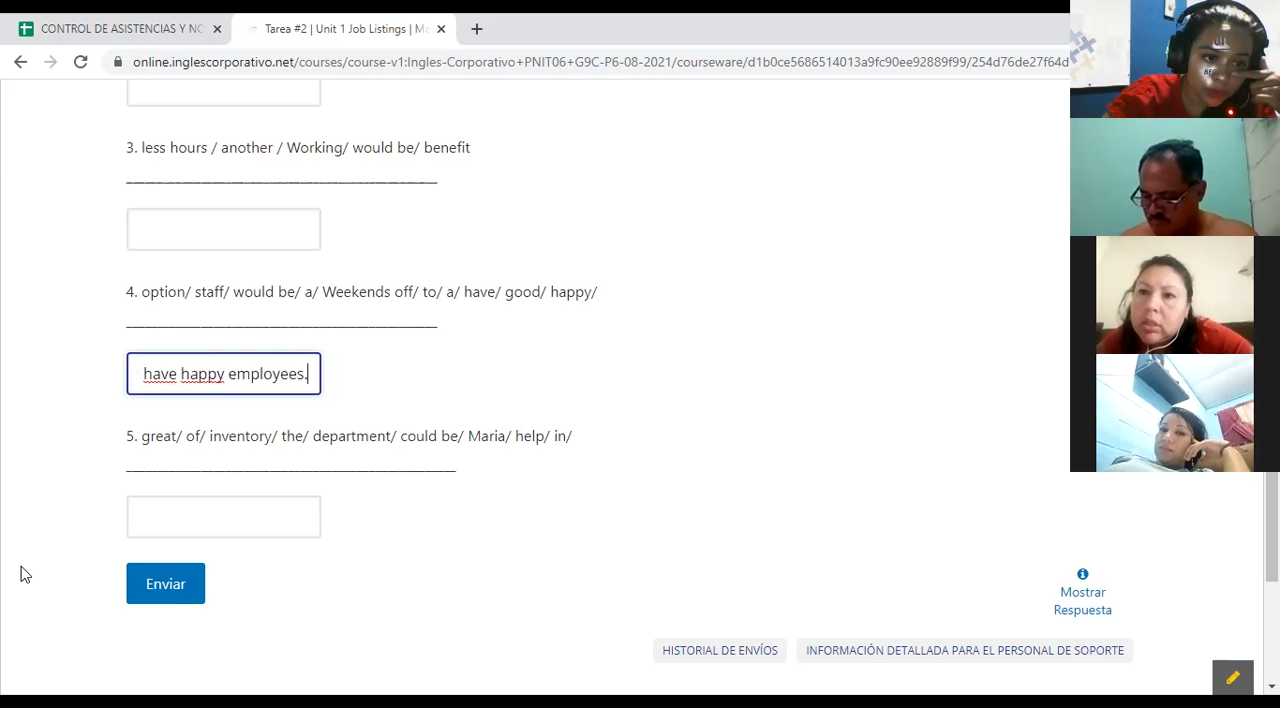 CONTROL DE ASISTENCIAS Y NO
Tarea #2 | Unit 1 Job Listings | Ma
online.inglescorporativo.net/courses/course-v1:Ingles-Corporativo+PNIT06+G9C-P6-08-2021/courseware/d1b0ce5686514013a9fc90ee92889f99/254d76de27f64d
3. less hours / another / Working/ would be/ benefit
4. option/ staff/ would be/ a/ Weekends off/ to/ a/ have/ good/ happy/
have happy employees.
5. great/ of/ inventory/ the/ department/ could be/ Maria/ help/ in/
Enviar
Mostrar
Respuesta
HISTORIAL DE ENVÍOS
INFORMACIÓN DETALLADA PARA EL PERSONAL DE SOPORTE